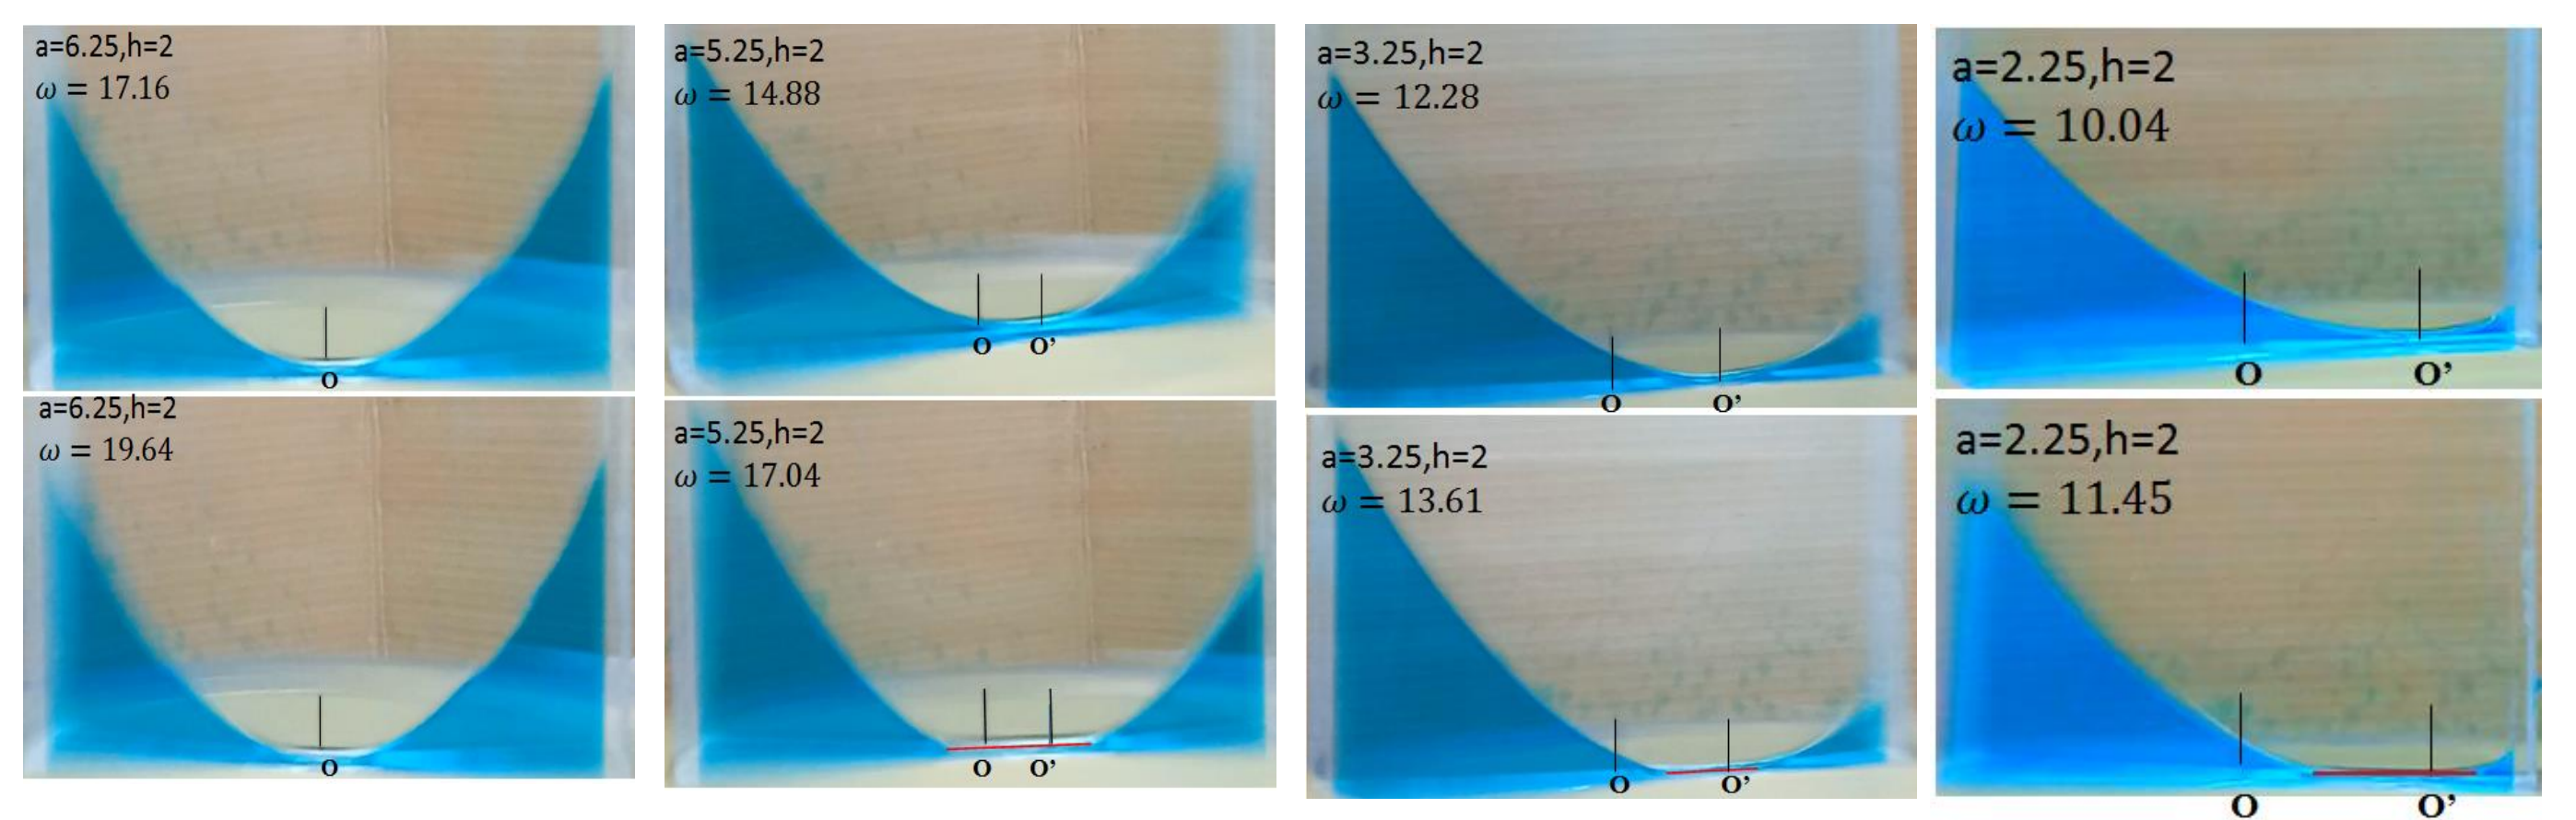 a=6.25,h=2
ω = 17.16
O
a=5.25,h=2
ω = 14.88
O O'
a=3.25,h=2
ω = 12.28
O O'
a=2.25,h=2
ω = 10.04
O O'
a=6.25,h=2
ω = 19.64
O
a=5.25,h=2
ω = 17.04
O O'
a=3.25,h=2
ω = 13.61
O O'
a=2.25,h=2
ω = 11.45
O O'